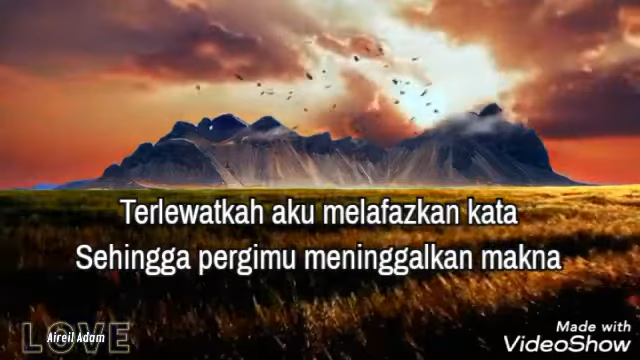 Terlewatkah aku melafazkan kata
Sehingga pergimu meninggalkan makna
LOVE
Aireil Adam
Made with
VideoShow